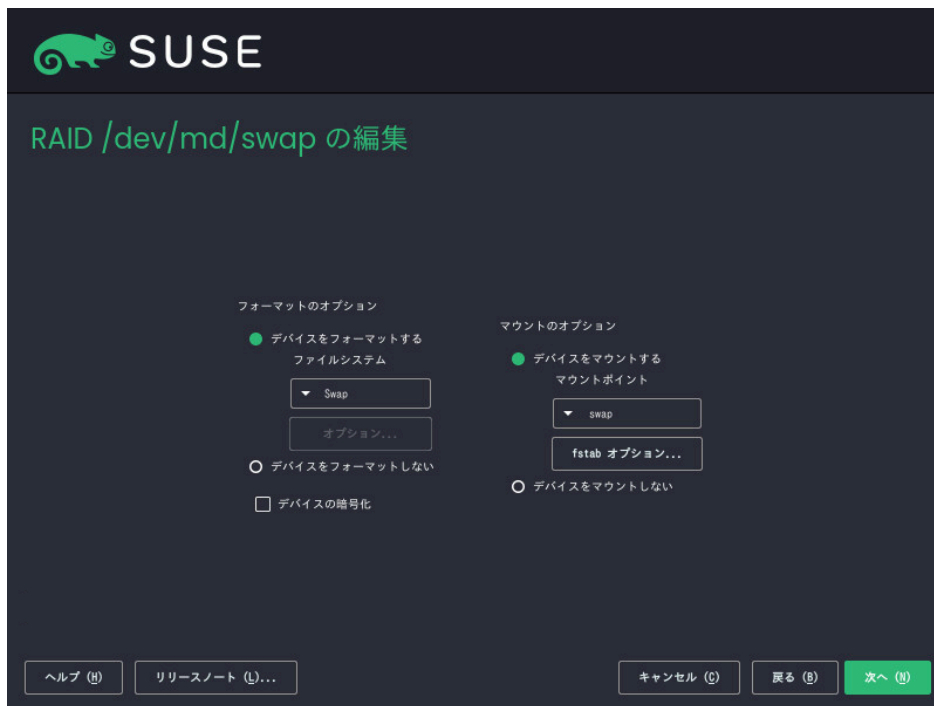 SUSE
RAID /dev/md/swap の編集
フォーマットのオプション
デバイスをフォーマットする
ファイルシステム
Swap
オプション...
デバイスをフォーマットしない
デバイスの暗号化
マウントのオプション
デバイスをマウントする
マウントポイント
swap
fstab オプション...
デバイスをマウントしない
ヘルプ (H)
リリースノート (L)...
キャンセル (C)
戻る (B)
次へ (N)